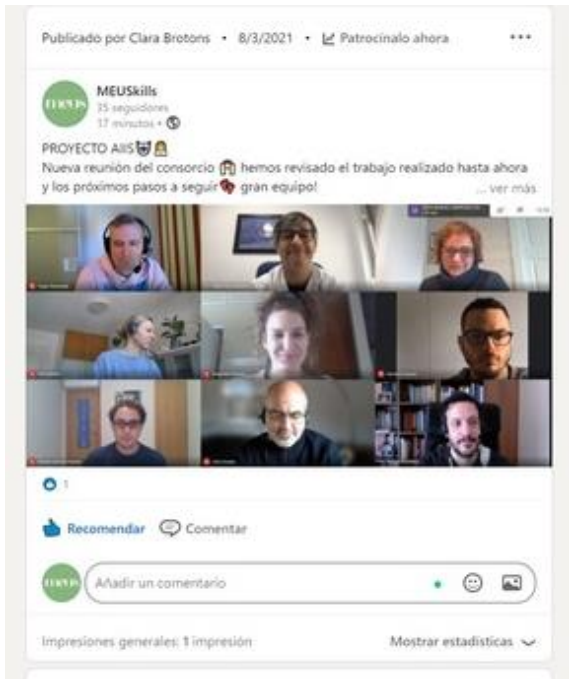 Publicado por Clara Brotons • 8/3/2021 • Patrocínalo ahora
meus
MEUSkills
35 seguidores
17 minutos •
PROYECTO AIIS
Nueva reunión del consorcio hemos revisado el trabajo realizado hasta ahora
y los próximos pasos a seguir gran equipo!
... ver más
1
Recomendar Comentar
meus
Añadir un comentario
Impresiones generales: 1 impresión Mostrar estadísticas